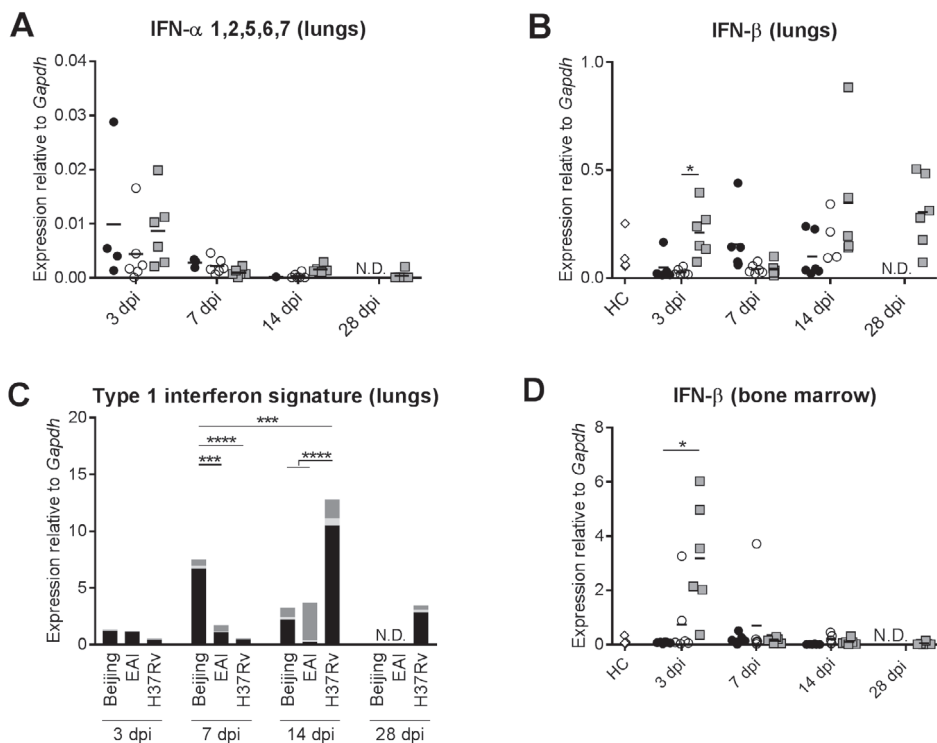 A
IFN-α 1,2,5,6,7 (lungs)
Expression relative to Gapdh
0.04
0.03
0.02
0.01
0.00
N.D.
3 dpi
7 dpi
14 dpi
28 dpi
B
IFN-β (lungs)
Expression relative to Gapdh
1.0
0.5
0.0
*
N.D.
HC
3 dpi
7 dpi
14 dpi
28 dpi
C
Type 1 interferon signature (lungs)
Expression relative to Gapdh
20
15
10
5
0
***
****
***
****
N.D.
Beijing
EAI
H37Rv
Beijing
EAI
H37Rv
Beijing
EAI
H37Rv
Beijing
EAI
H37Rv
3 dpi
7 dpi
14 dpi
28 dpi
D
IFN-β (bone marrow)
Expression relative to Gapdh
8
6
4
2
0
*
N.D.
HC
3 dpi
7 dpi
14 dpi
28 dpi